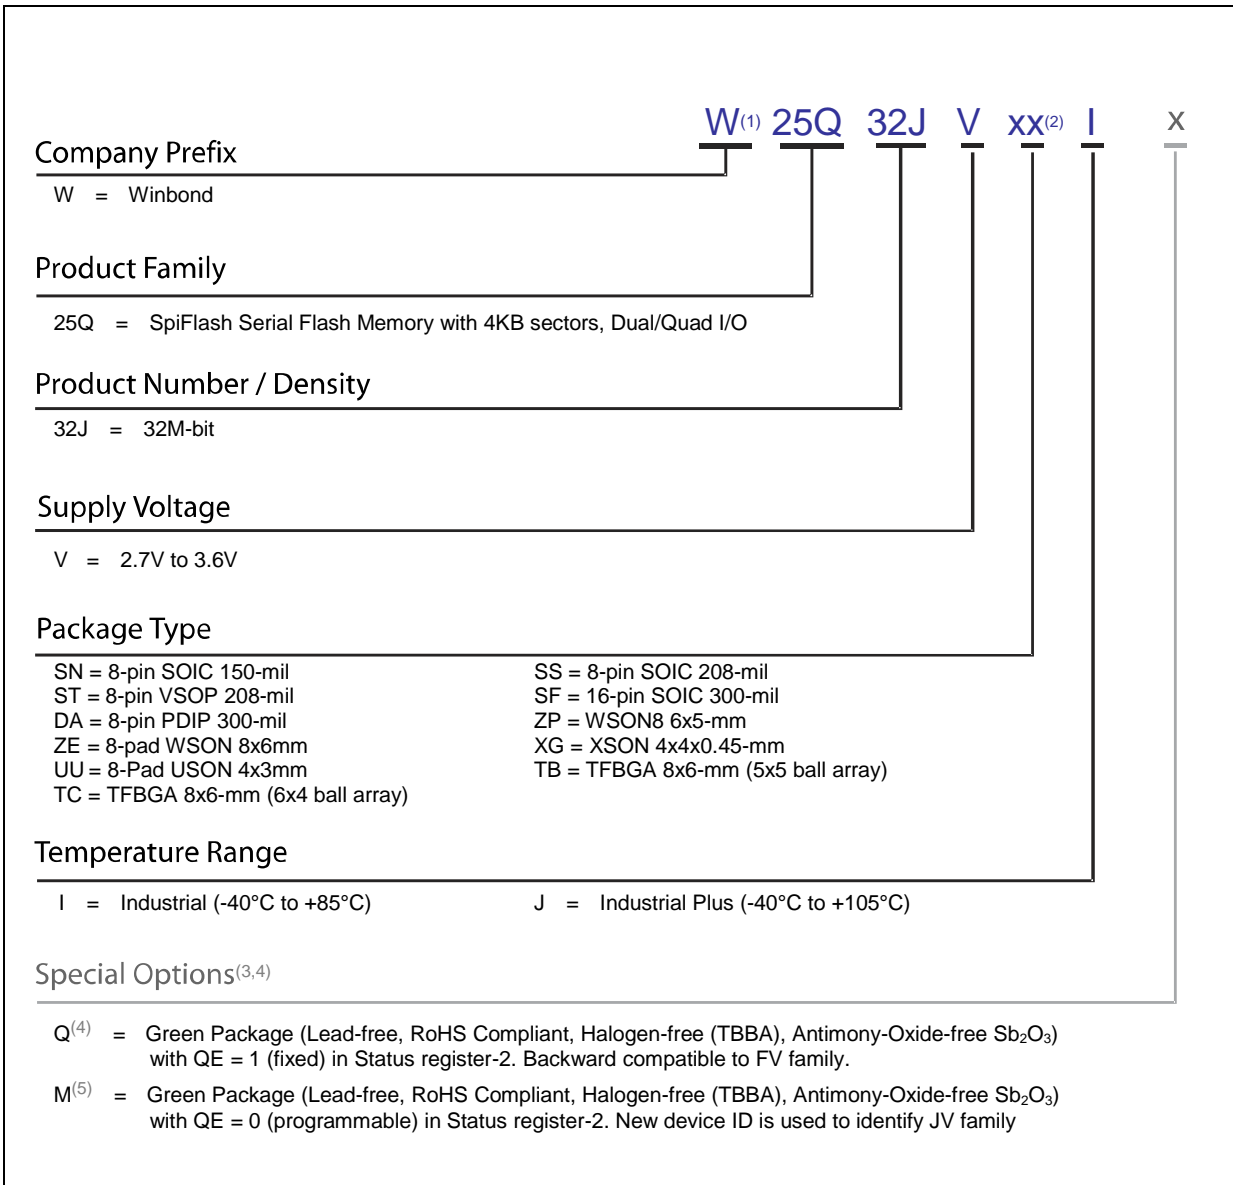 W(1) 25Q 32J V xx(2) I x
Company Prefix
W = Winbond
Product Family
25Q = SpiFlash Serial Flash Memory with 4KB sectors, Dual/Quad I/O
Product Number / Density
32J = 32M-bit
Supply Voltage
V = 2.7V to 3.6V
Package Type
SN = 8-pin SOIC 150-mil SS = 8-pin SOIC 208-mil
ST = 8-pin VSOP 208-mil SF = 16-pin SOIC 300-mil
DA = 8-pin PDIP 300-mil ZP = WSON8 6x5-mm
ZE = 8-pad WSON 8x6mm XG = XSON 4x4x0.45-mm
UU = 8-Pad USON 4x3mm TB = TFBGA 8x6-mm (5x5 ball array)
TC = TFBGA 8x6-mm (6x4 ball array)
Temperature Range
I = Industrial (-40°C to +85°C) J = Industrial Plus (-40°C to +105°C)
Special Options(3,4)
Q(4) = Green Package (Lead-free, RoHS Compliant, Halogen-free (TBBA), Antimony-Oxide-free Sb₂O₃)
with QE = 1 (fixed) in Status register-2. Backward compatible to FV family.
M(5) = Green Package (Lead-free, RoHS Compliant, Halogen-free (TBBA), Antimony-Oxide-free Sb₂O₃)
with QE = 0 (programmable) in Status register-2. New device ID is used to identify JV family